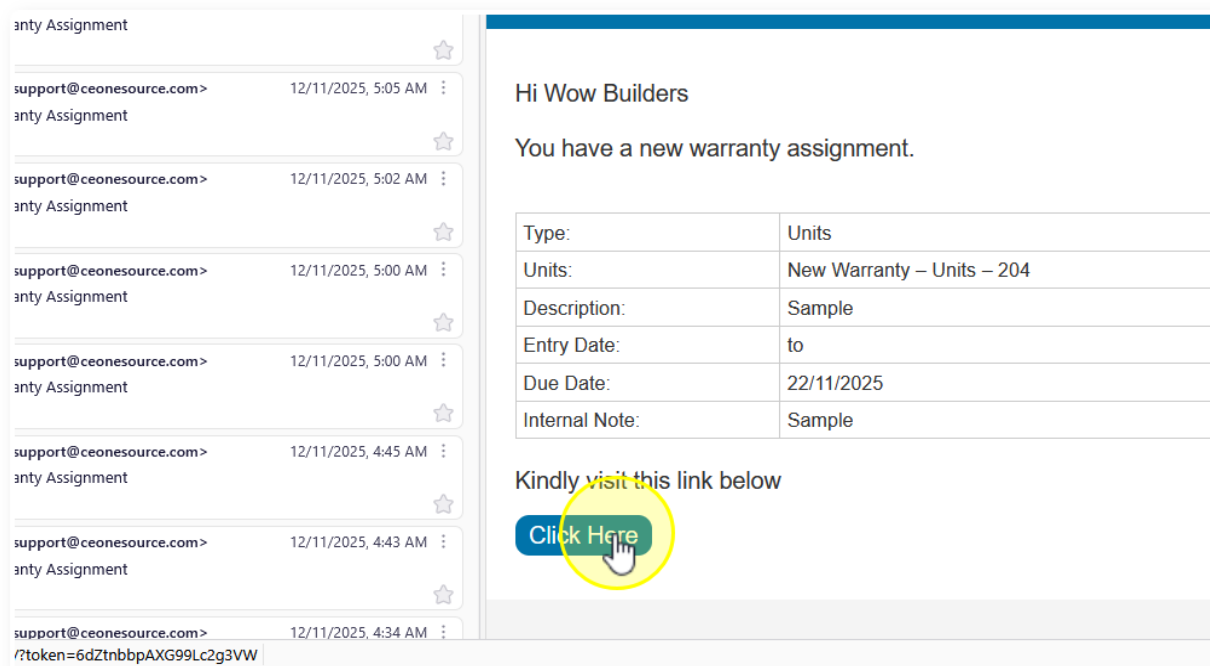 anty Assignment
support@ceonesource.com> 12/11/2025, 5:05 AM
anty Assignment
support@ceonesource.com> 12/11/2025, 5:02 AM
anty Assignment
support@ceonesource.com> 12/11/2025, 5:00 AM
anty Assignment
support@ceonesource.com> 12/11/2025, 5:00 AM
anty Assignment
support@ceonesource.com> 12/11/2025, 4:45 AM
anty Assignment
support@ceonesource.com> 12/11/2025, 4:43 AM
anty Assignment
support@ceonesource.com> 12/11/2025, 4:34 AM
/?token=6dZtnbbpAXG99Lc2g3VW
Hi Wow Builders
You have a new warranty assignment.
Type: Units
Units: New Warranty – Units – 204
Description: Sample
Entry Date: to
Due Date: 22/11/2025
Internal Note: Sample
Kindly visit this link below
Click Here